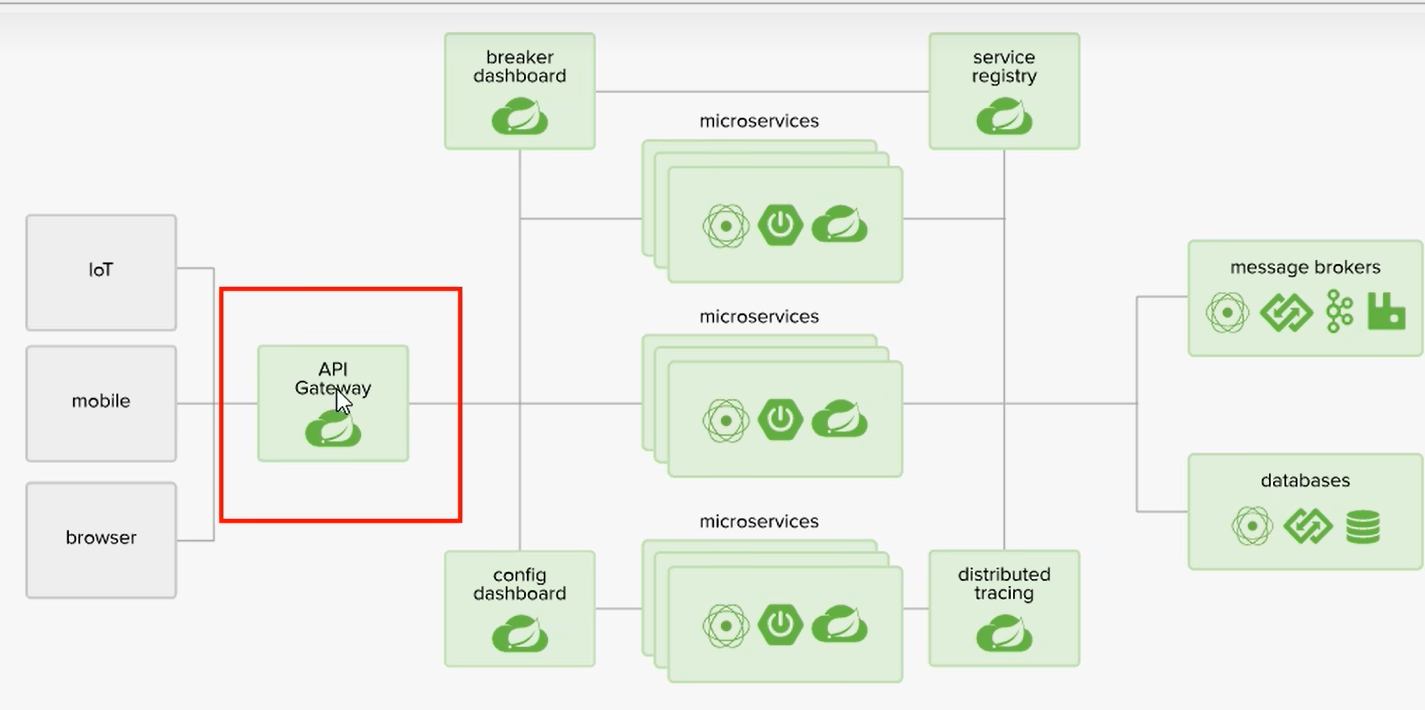 breaker
dashboard
service
registry
microservices
IoT
mobile
browser
API
Gateway
microservices
message brokers
databases
microservices
config
dashboard
distributed
tracing